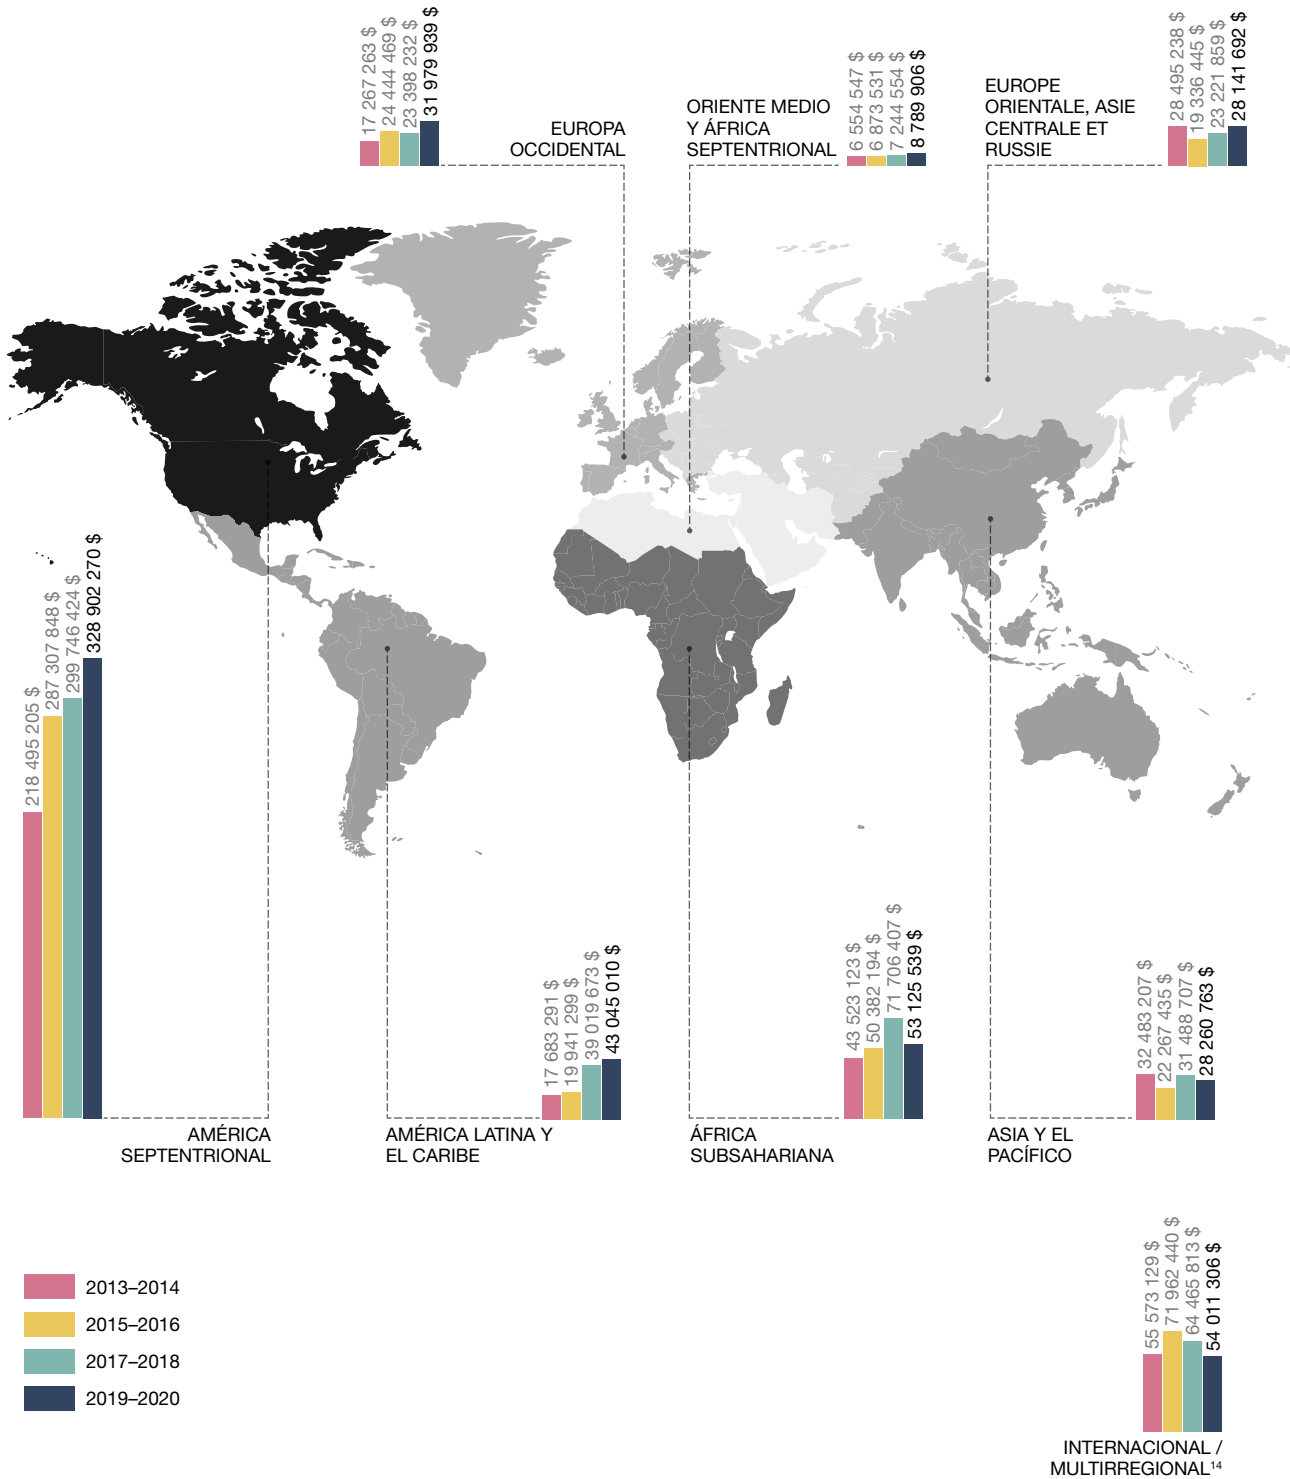 17 267 263 $
24 444 469 $
23 398 232 $
31 979 939 $
EUROPA
OCCIDENTAL
ORIENTE MEDIO
Y ÁFRICA
SEPTENTRIONAL
6 554 547 $
6 873 531 $
7 244 554 $
8 789 906 $
EUROPE
ORIENTALE, ASIE
CENTRALE ET
RUSSIE
28 495 238 $
19 336 445 $
23 221 859 $
28 141 692 $
218 495 205 $
287 307 848 $
299 746 424 $
328 902 270 $
AMÉRICA
SEPTENTRIONAL
17 683 291 $
19 941 299 $
39 019 673 $
43 045 010 $
AMÉRICA LATINA Y
EL CARIBE
43 523 123 $
50 382 194 $
71 706 407 $
53 125 539 $
ÁFRICA
SUBSAHARIANA
32 483 207 $
22 267 435 $
31 488 707 $
28 260 763 $
ASIA Y EL
PACÍFICO
2013–2014
2015–2016
2017–2018
2019–2020
55 573 129 $
71 962 440 $
64 465 813 $
54 011 306 $
INTERNACIONAL /
MULTIRREGIONAL¹⁴